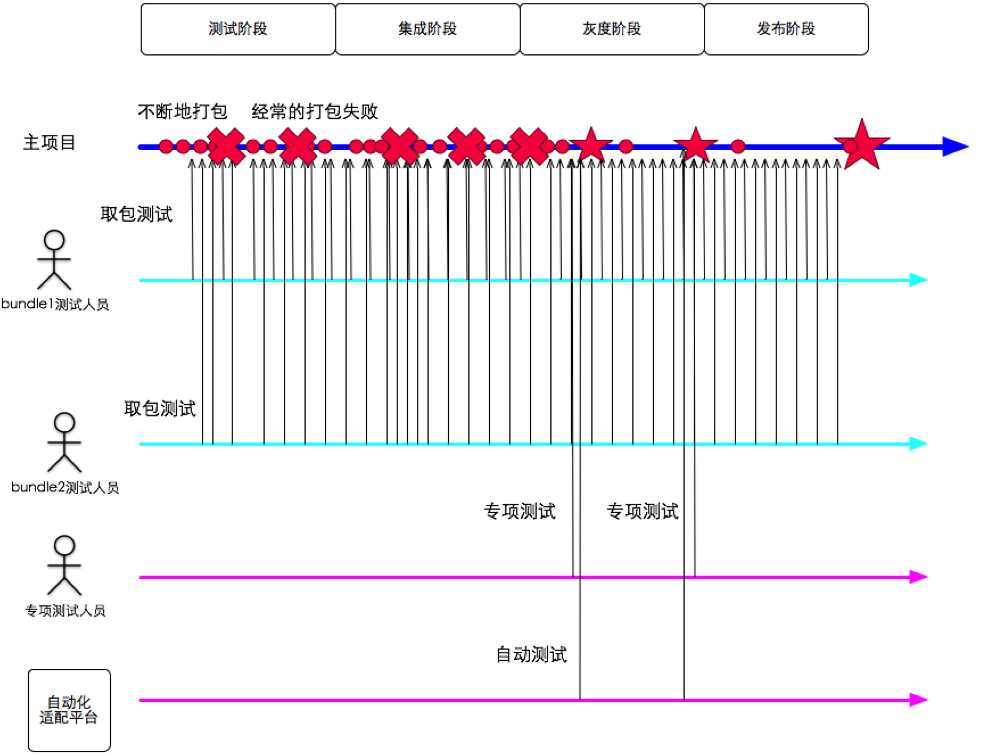 测试阶段
集成阶段
灰度阶段
发布阶段
不断地打包
经常的打包失败
主项目
取包测试
bundle1测试人员
取包测试
bundle2测试人员
专项测试
专项测试
专项测试人员
自动测试
自动化
适配平台